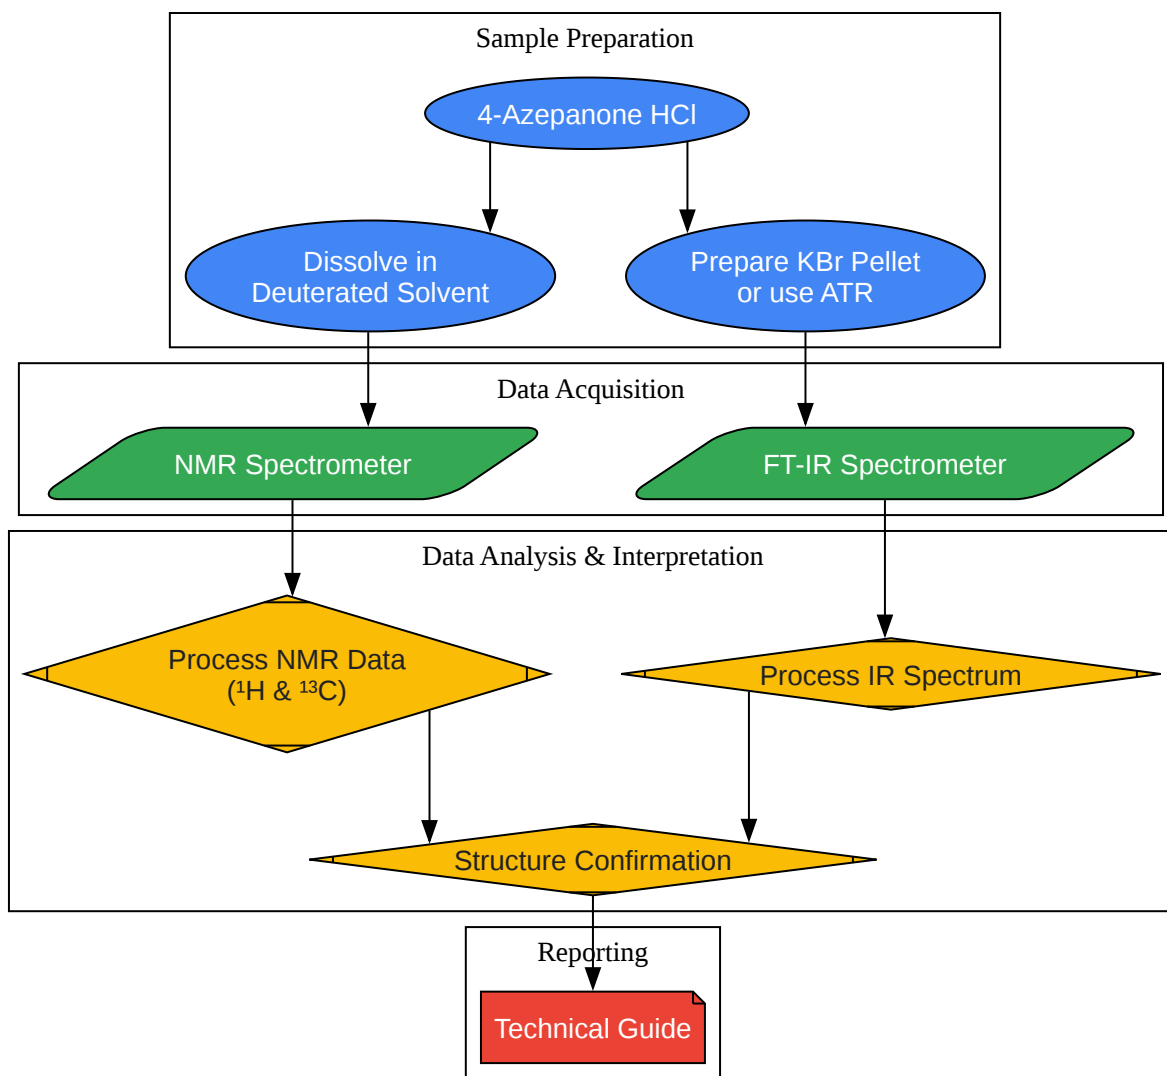 Sample Preparation
4-Azepanone HCl
Dissolve in
Deuterated Solvent
Prepare KBr Pellet
or use ATR
Data Acquisition
NMR Spectrometer
FT-IR Spectrometer
Data Analysis & Interpretation
Process NMR Data
(¹H & ¹³C)
Process IR Spectrum
Structure Confirmation
Reporting
Technical Guide